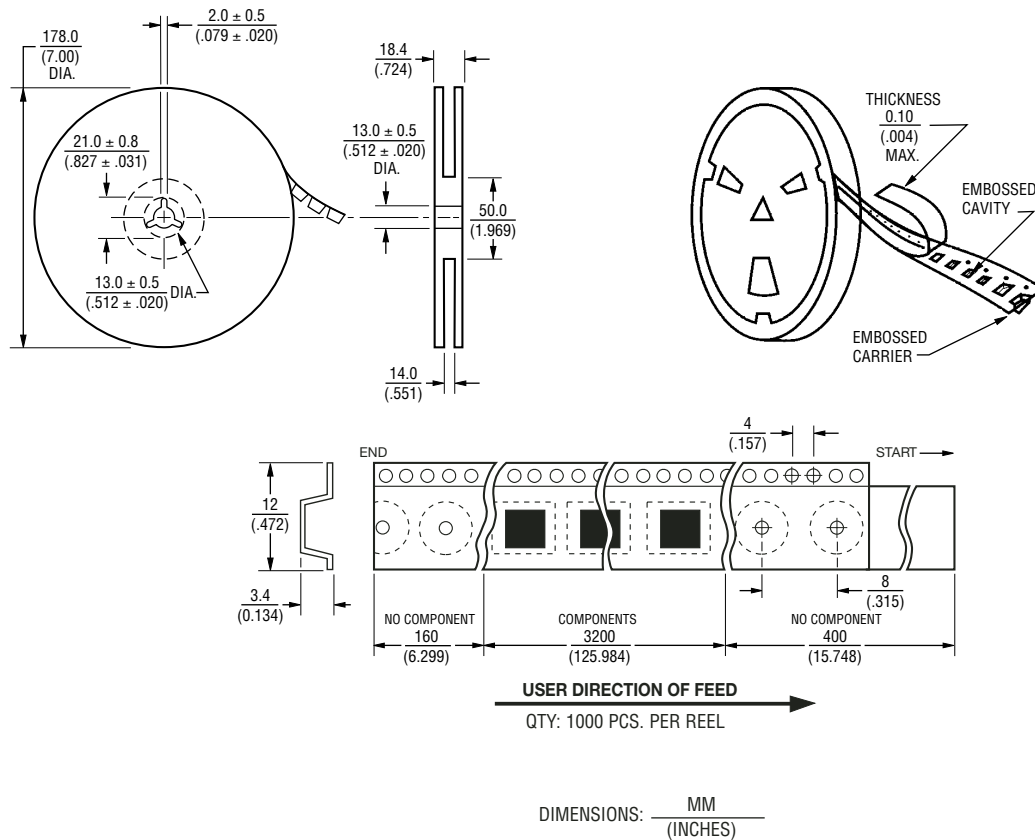 2.0 ± 0.5
(.079 ± .020)
178.0
(7.00)
DIA.
21.0 ± 0.8
(.827 ± .031)
13.0 ± 0.5
(.512 ± .020)
DIA.
18.4
(.724)
13.0 ± 0.5
(.512 ± .020)
DIA.
50.0
(1.969)
14.0
(.551)
THICKNESS
0.10
(.004)
MAX.
EMBOSSED
CAVITY
EMBOSSED
CARRIER
4
(.157)
END
START
12
(.472)
3.4
(0.134)
8
(.315)
NO COMPONENT
160
(6.299)
COMPONENTS
3200
(125.984)
NO COMPONENT
400
(15.748)
USER DIRECTION OF FEED
QTY: 1000 PCS. PER REEL
DIMENSIONS: MM
(INCHES)